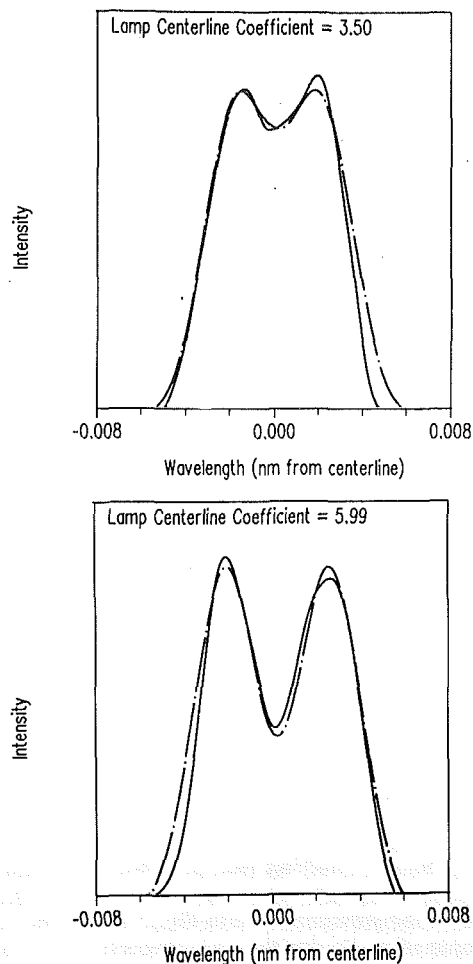 Lamp Centerline Coefficient = 3.50
Intensity
-0.008 0.000 0.008
Wavelength (nm from centerline)
Lamp Centerline Coefficient = 5.99
Intensity
-0.008 0.000 0.008
Wavelength (nm from centerline)